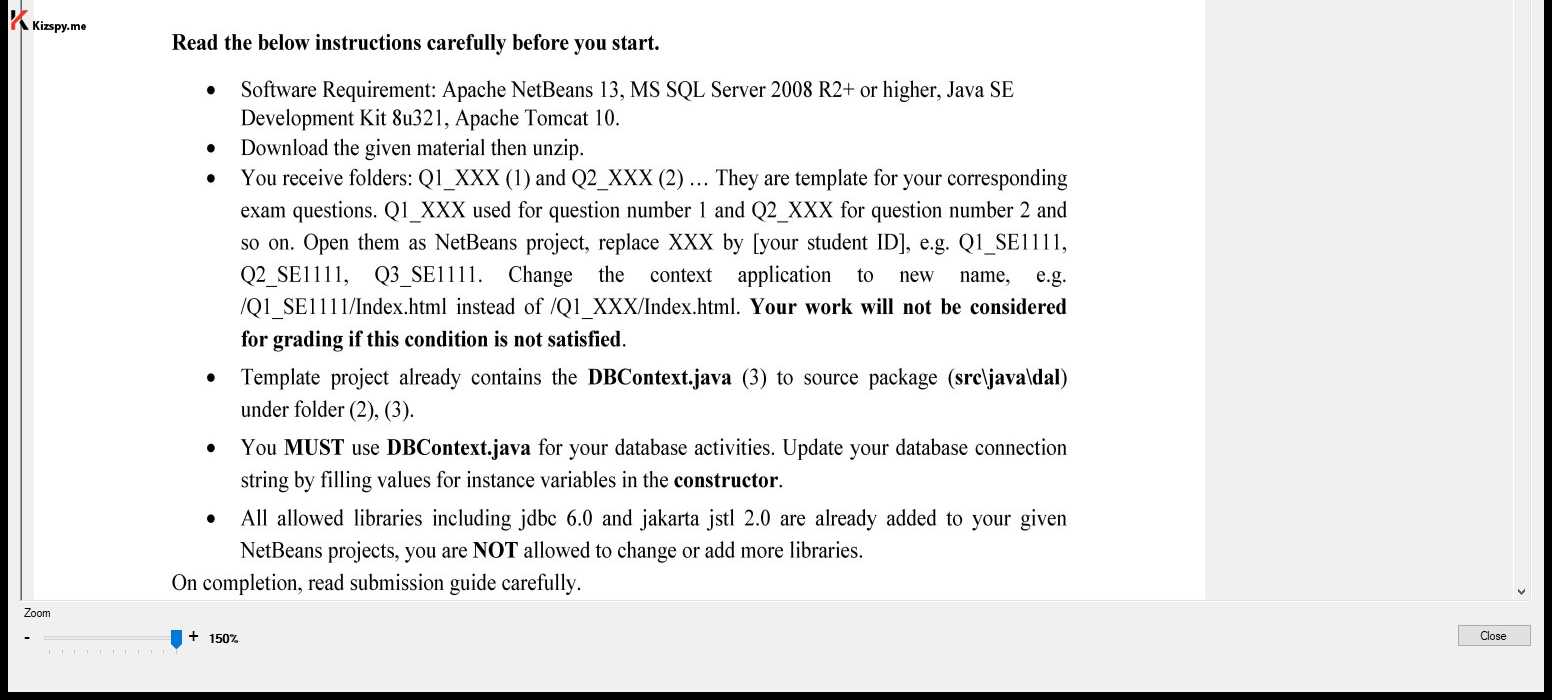 Kizspy.me
Read the below instructions carefully before you start.
• Software Requirement: Apache NetBeans 13, MS SQL Server 2008 R2+ or higher, Java SE
Development Kit 8u321, Apache Tomcat 10.
• Download the given material then unzip.
• You receive folders: Q1_XXX (1) and Q2_XXX (2) … They are template for your corresponding
exam questions. Q1_XXX used for question number 1 and Q2_XXX for question number 2 and
so on. Open them as NetBeans project, replace XXX by [your student ID], e.g. Q1_SE1111,
Q2_SE1111, Q3_SE1111. Change the context application to new name, e.g.
/Q1_SE1111/Index.html instead of /Q1_XXX/Index.html. Your work will not be considered
for grading if this condition is not satisfied.
• Template project already contains the DBContext.java (3) to source package (src\java\dal)
under folder (2), (3).
• You MUST use DBContext.java for your database activities. Update your database connection
string by filling values for instance variables in the constructor.
• All allowed libraries including jdbc 6.0 and jakarta jstl 2.0 are already added to your given
NetBeans projects, you are NOT allowed to change or add more libraries.
On completion, read submission guide carefully.
Zoom
- + 150%
Close